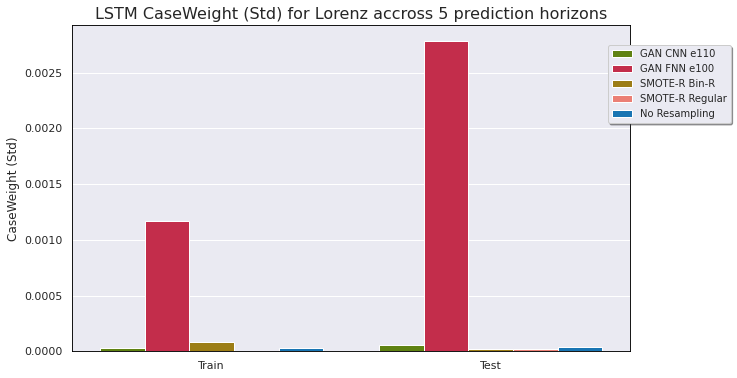 LSTM CaseWeight (Std) for Lorenz accross 5 prediction horizons
CaseWeight (Std)
0.0025
0.0020
0.0015
0.0010
0.0005
0.0000
Train
Test
GAN CNN e110
GAN FNN e100
SMOTE-R Bin-R
SMOTE-R Regular
No Resampling